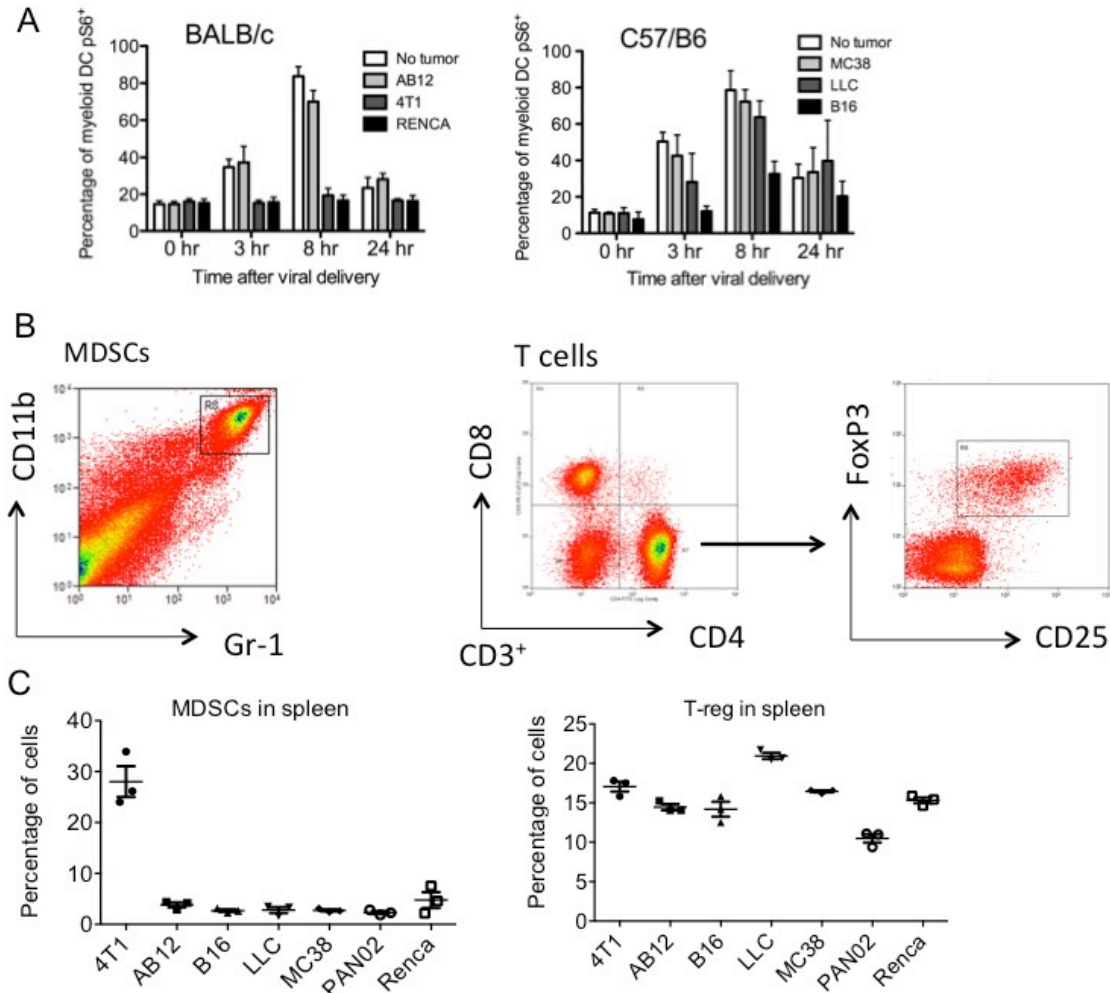 A
BALB/c
Percentage of myeloid DC pS6+
100
80
60
40
20
0
No tumor
AB12
4T1
RENCA
0 hr 3 hr 8 hr 24 hr
Time after viral delivery
C57/B6
Percentage of myeloid DC pS6+
100
80
60
40
20
0
No tumor
MC38
LLC
B16
0 hr 3 hr 8 hr 24 hr
Time after viral delivery
B
MDSCs
CD11b
R8
Gr-1
T cells
CD8
CD3+
CD4
FoxP3
CD25
C
MDSCs in spleen
Percentage of cells
40
30
20
10
0
4T1 AB12 B16 LLC MC38 PAN02 Renca
T-reg in spleen
Percentage of cells
25
20
15
10
5
0
4T1 AB12 B16 LLC MC38 PAN02 Renca